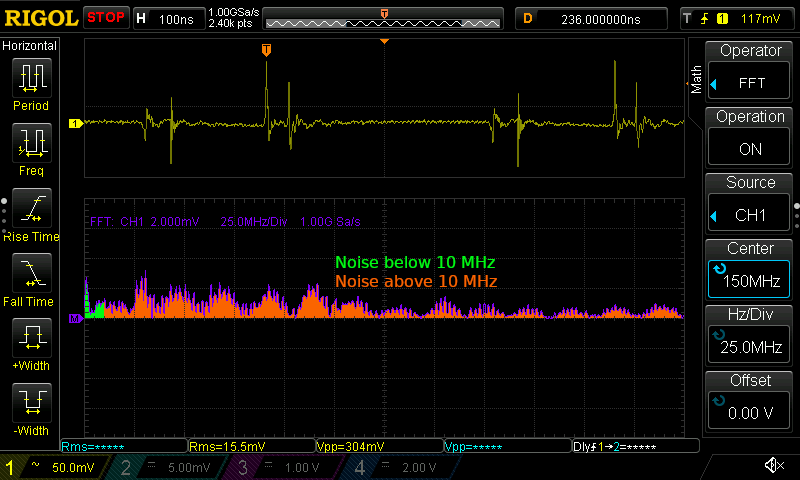 RIGOL STOP H 100ns 1.00GSa/s 2.40k pts T D 236.000000ns T 1 117mV
Horizontal
Period
Freq
Rise Time
Fall Time
+Width
-Width
T
1
FFT: CH1 2.000mV 25.0MHz/Div 1.00G Sa/s
Noise below 10 MHz
Noise above 10 MHz
M
Math
Operator
FFT
Operation
ON
Source
CH1
Center
150MHz
Hz/Div
25.0MHz
Offset
0.00 V
Rms=***** Rms=15.5mV Vpp=304mV Vpp=***** Dly1→2=*****
1 ~ 50.0mV 2 5.00mV 3 1.00 V 4 2.00 V